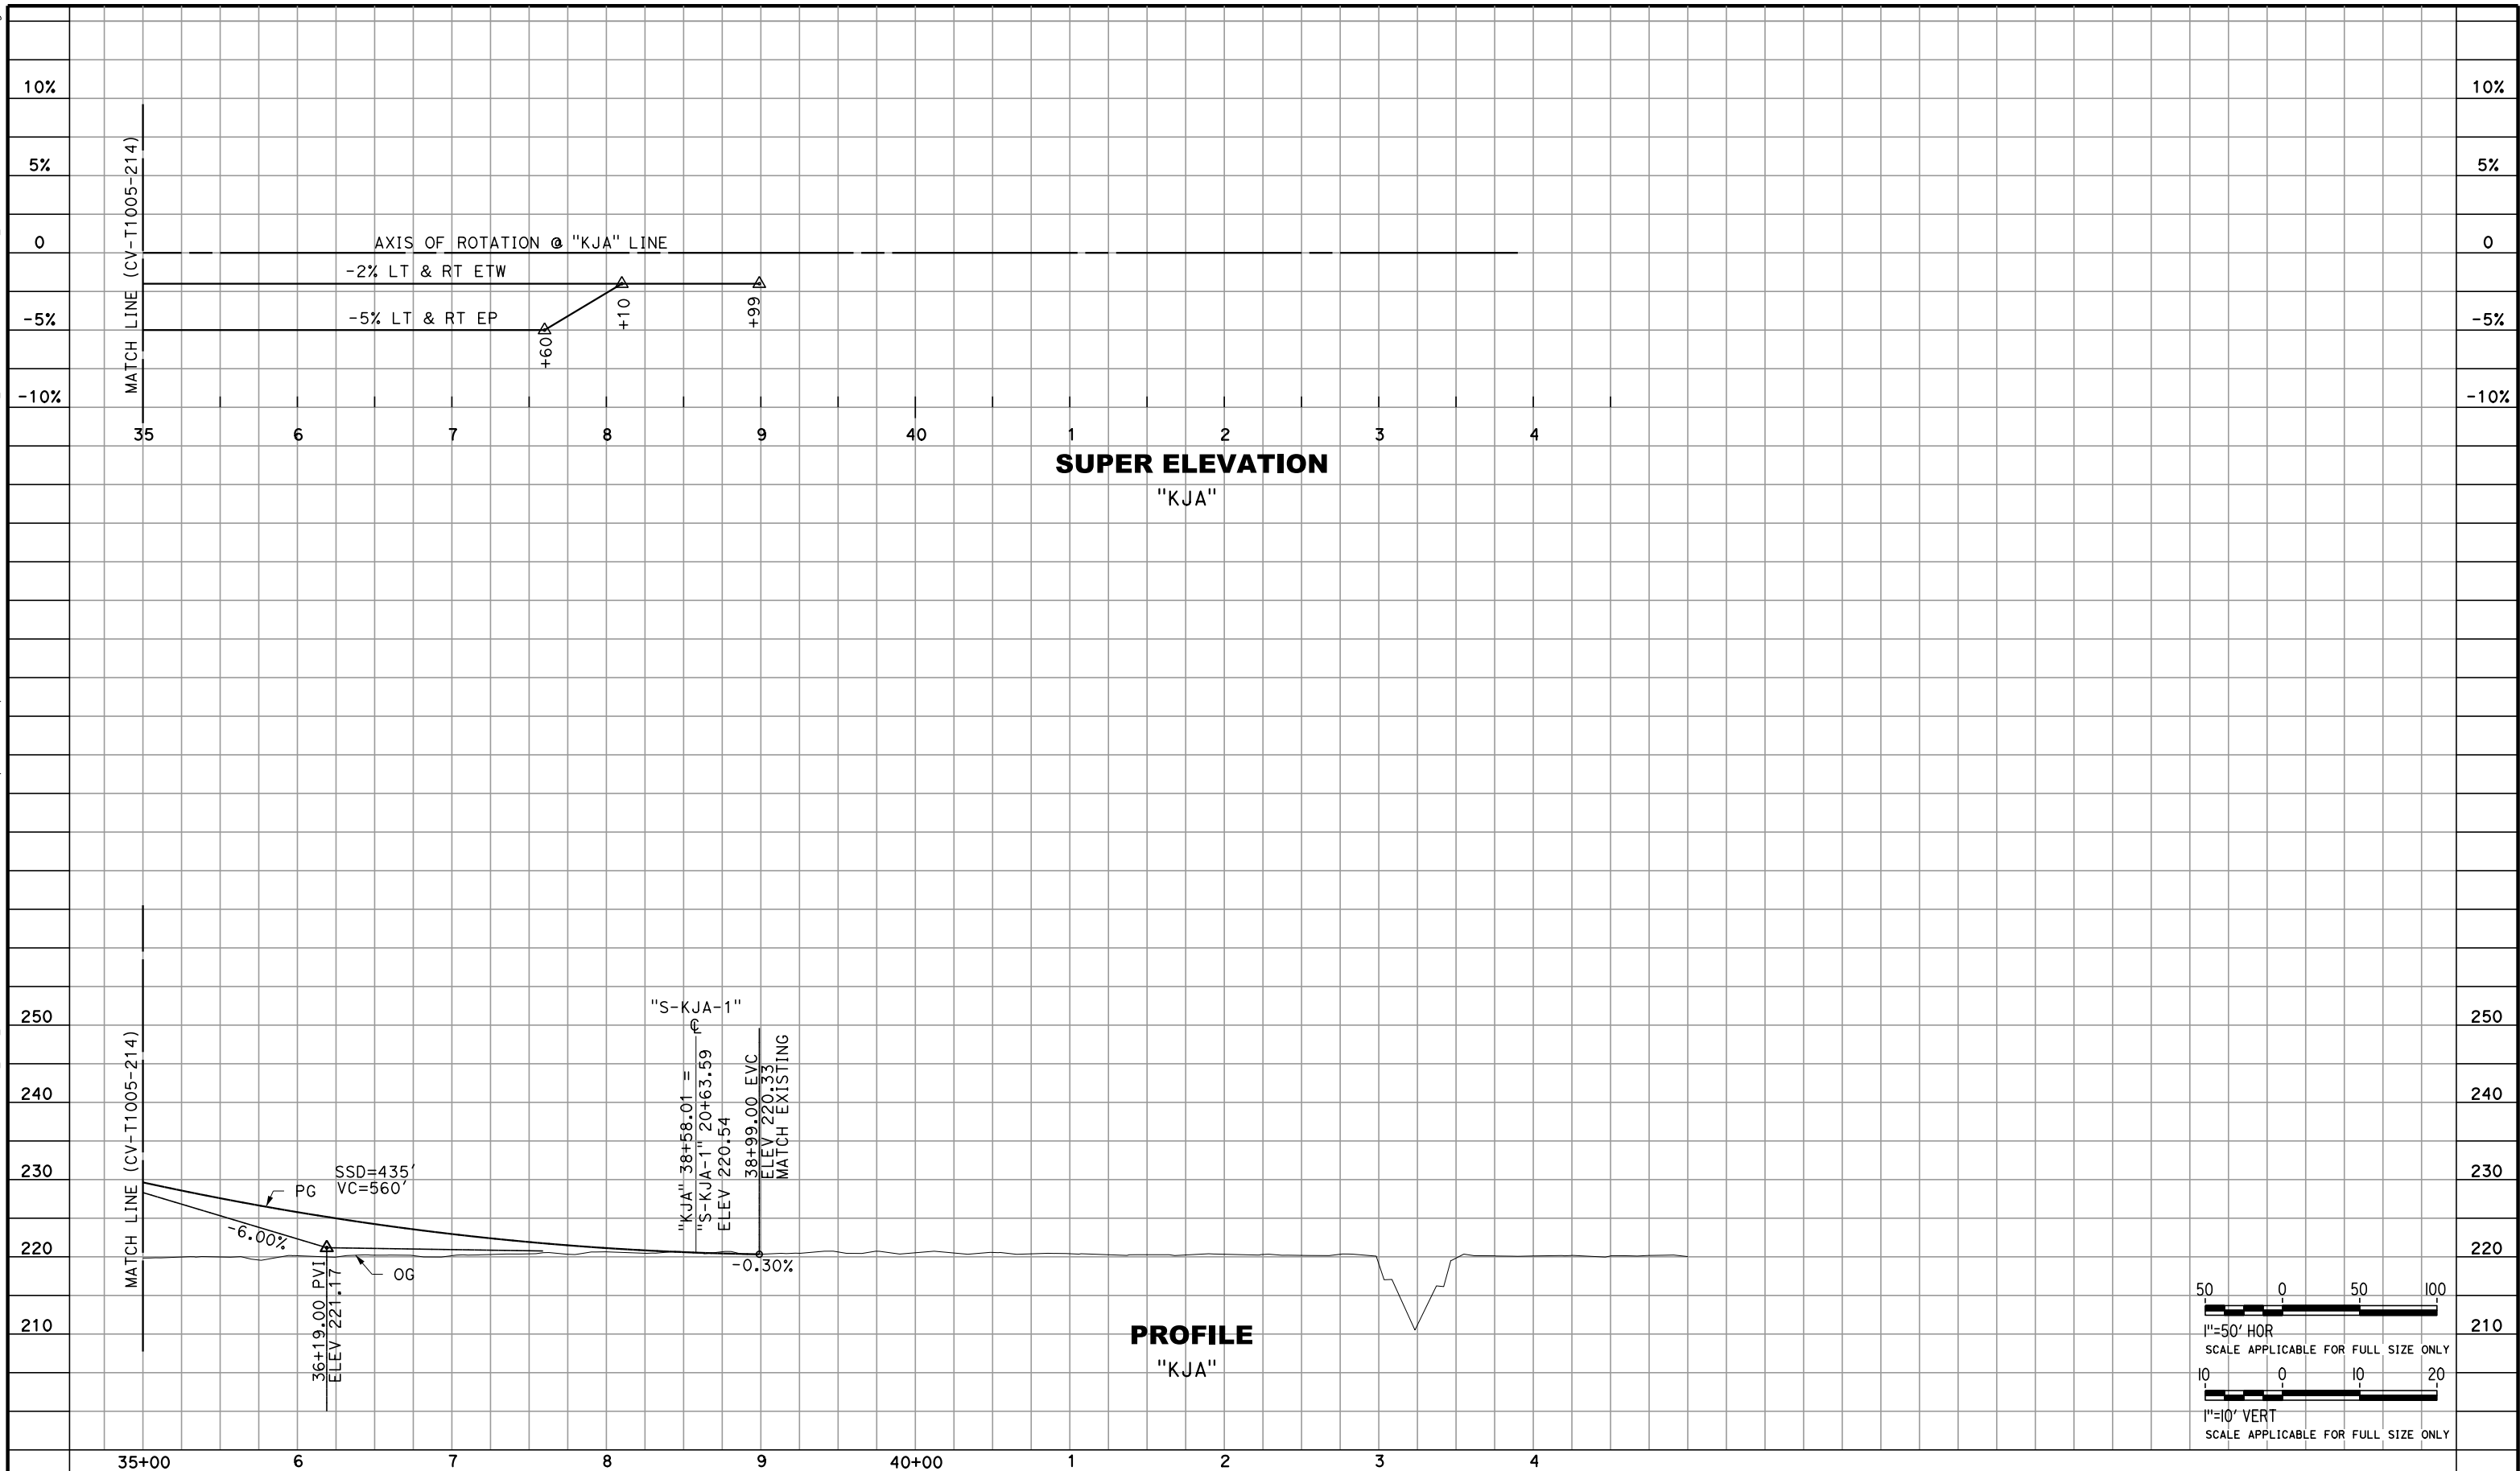 10% 10%
5% 5%
0 0
-5% -5%
-10% -10%
MATCH LINE (CV-T1005-214)
AXIS OF ROTATION @ "KJA" LINE
-2% LT & RT ETW
-5% LT & RT EP
+60
+10
+99
35 6 7 8 9 40 1 2 3 4
SUPER ELEVATION
"KJA"
250 250
240 240
230 230
220 220
210 210
MATCH LINE (CV-T1005-214)
SSD=435'
VC=560'
PG
-6.00%
OG
36+19.00 PVI
ELEV 221.17
"S-KJA-1"
℄
"KJA" 38+58.01 =
"S-KJA-1" 20+63.59
ELEV 220.54
38+99.00 EVC
ELEV 220.33
MATCH EXISTING
-0.30%
PROFILE
"KJA"
50 0 50 100
1"=50' HOR
SCALE APPLICABLE FOR FULL SIZE ONLY
10 0 10 20
1"=10' VERT
SCALE APPLICABLE FOR FULL SIZE ONLY
35+00 6 7 8 9 40+00 1 2 3 4